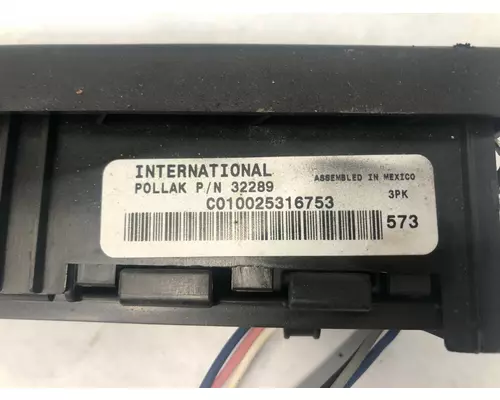 INTERNATIONAL
POLLAK P/N 32289
ASSEMBLED IN MEXICO
3PK
C010025316753
573